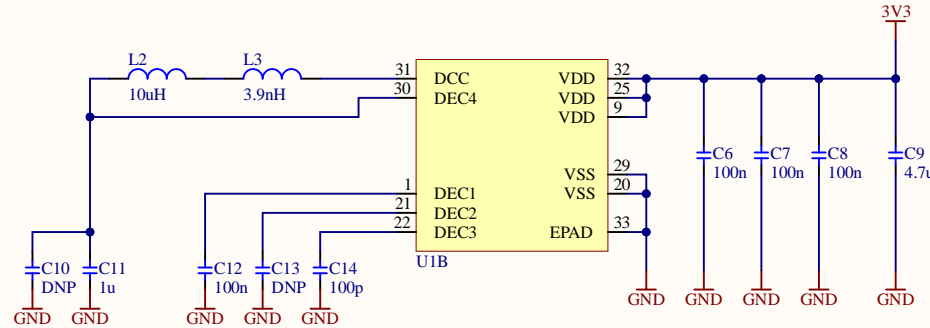 3V3
L2
L3
10uH
3.9nH
31
DCC
30
DEC4
VDD
32
VDD
25
VDD
9
C6
100n
C7
100n
C8
100n
C9
4.7u
VSS
29
VSS
20
1
DEC1
21
DEC2
22
DEC3
EPAD
33
U1B
C10
DNP
C11
1u
C12
100n
C13
DNP
C14
100p
GND
GND
GND
GND
GND
GND
GND
GND
GND
GND